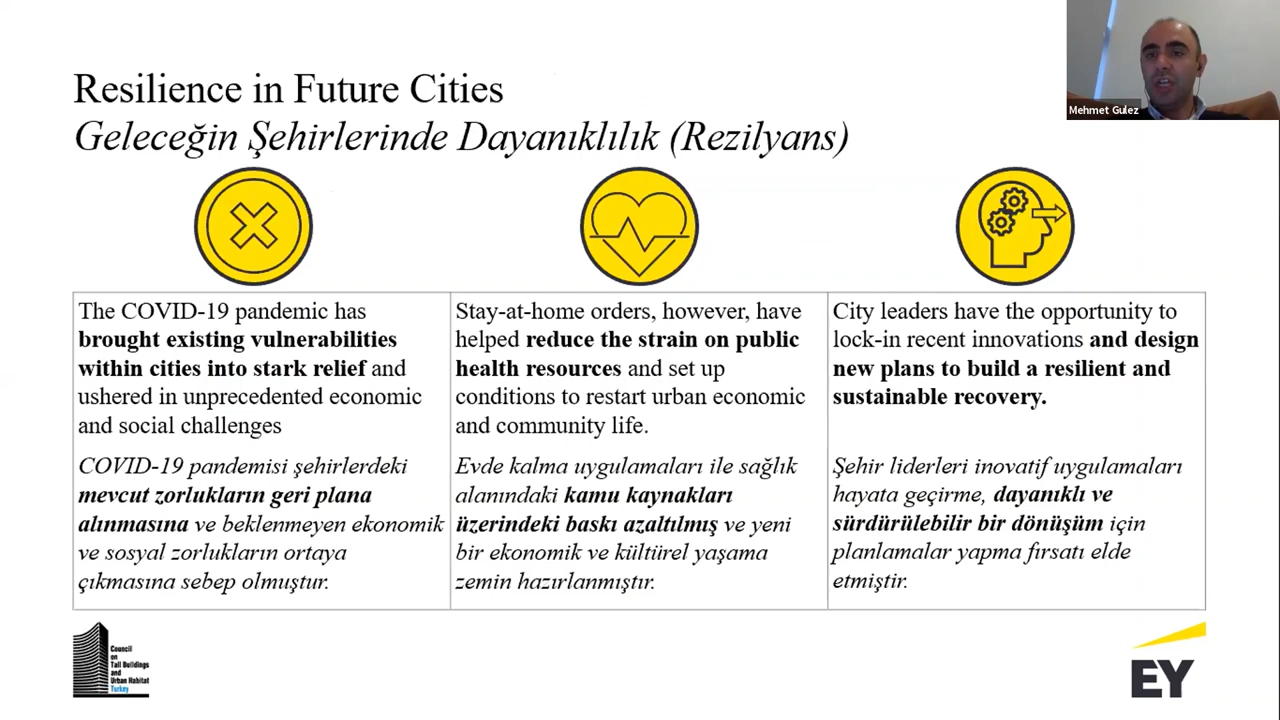 Resilience in Future Cities
Geleceğin Şehirlerinde Dayanıklılık (Rezilyans)
Mehmet Gulez
The COVID-19 pandemic has
brought existing vulnerabilities
within cities into stark relief and
ushered in unprecedented economic
and social challenges
COVID-19 pandemisi şehirlerdeki
mevcut zorlukların geri plana
alınmasına ve beklenmeyen ekonomik
ve sosyal zorlukların ortaya
çıkmasına sebep olmuştur.
Stay-at-home orders, however, have
helped reduce the strain on public
health resources and set up
conditions to restart urban economic
and community life.
Evde kalma uygulamaları ile sağlık
alanındaki kamu kaynakları
üzerindeki baskı azaltılmış ve yeni
bir ekonomik ve kültürel yaşama
zemin hazırlanmıştır.
City leaders have the opportunity to
lock-in recent innovations and design
new plans to build a resilient and
sustainable recovery.
Şehir liderleri inovatif uygulamaları
hayata geçirme, dayanıklı ve
sürdürülebilir bir dönüşüm için
planlamalar yapma fırsatı elde
etmiştir.
Council
on
Tall Buildings
and
Urban Habitat
Turkey
EY